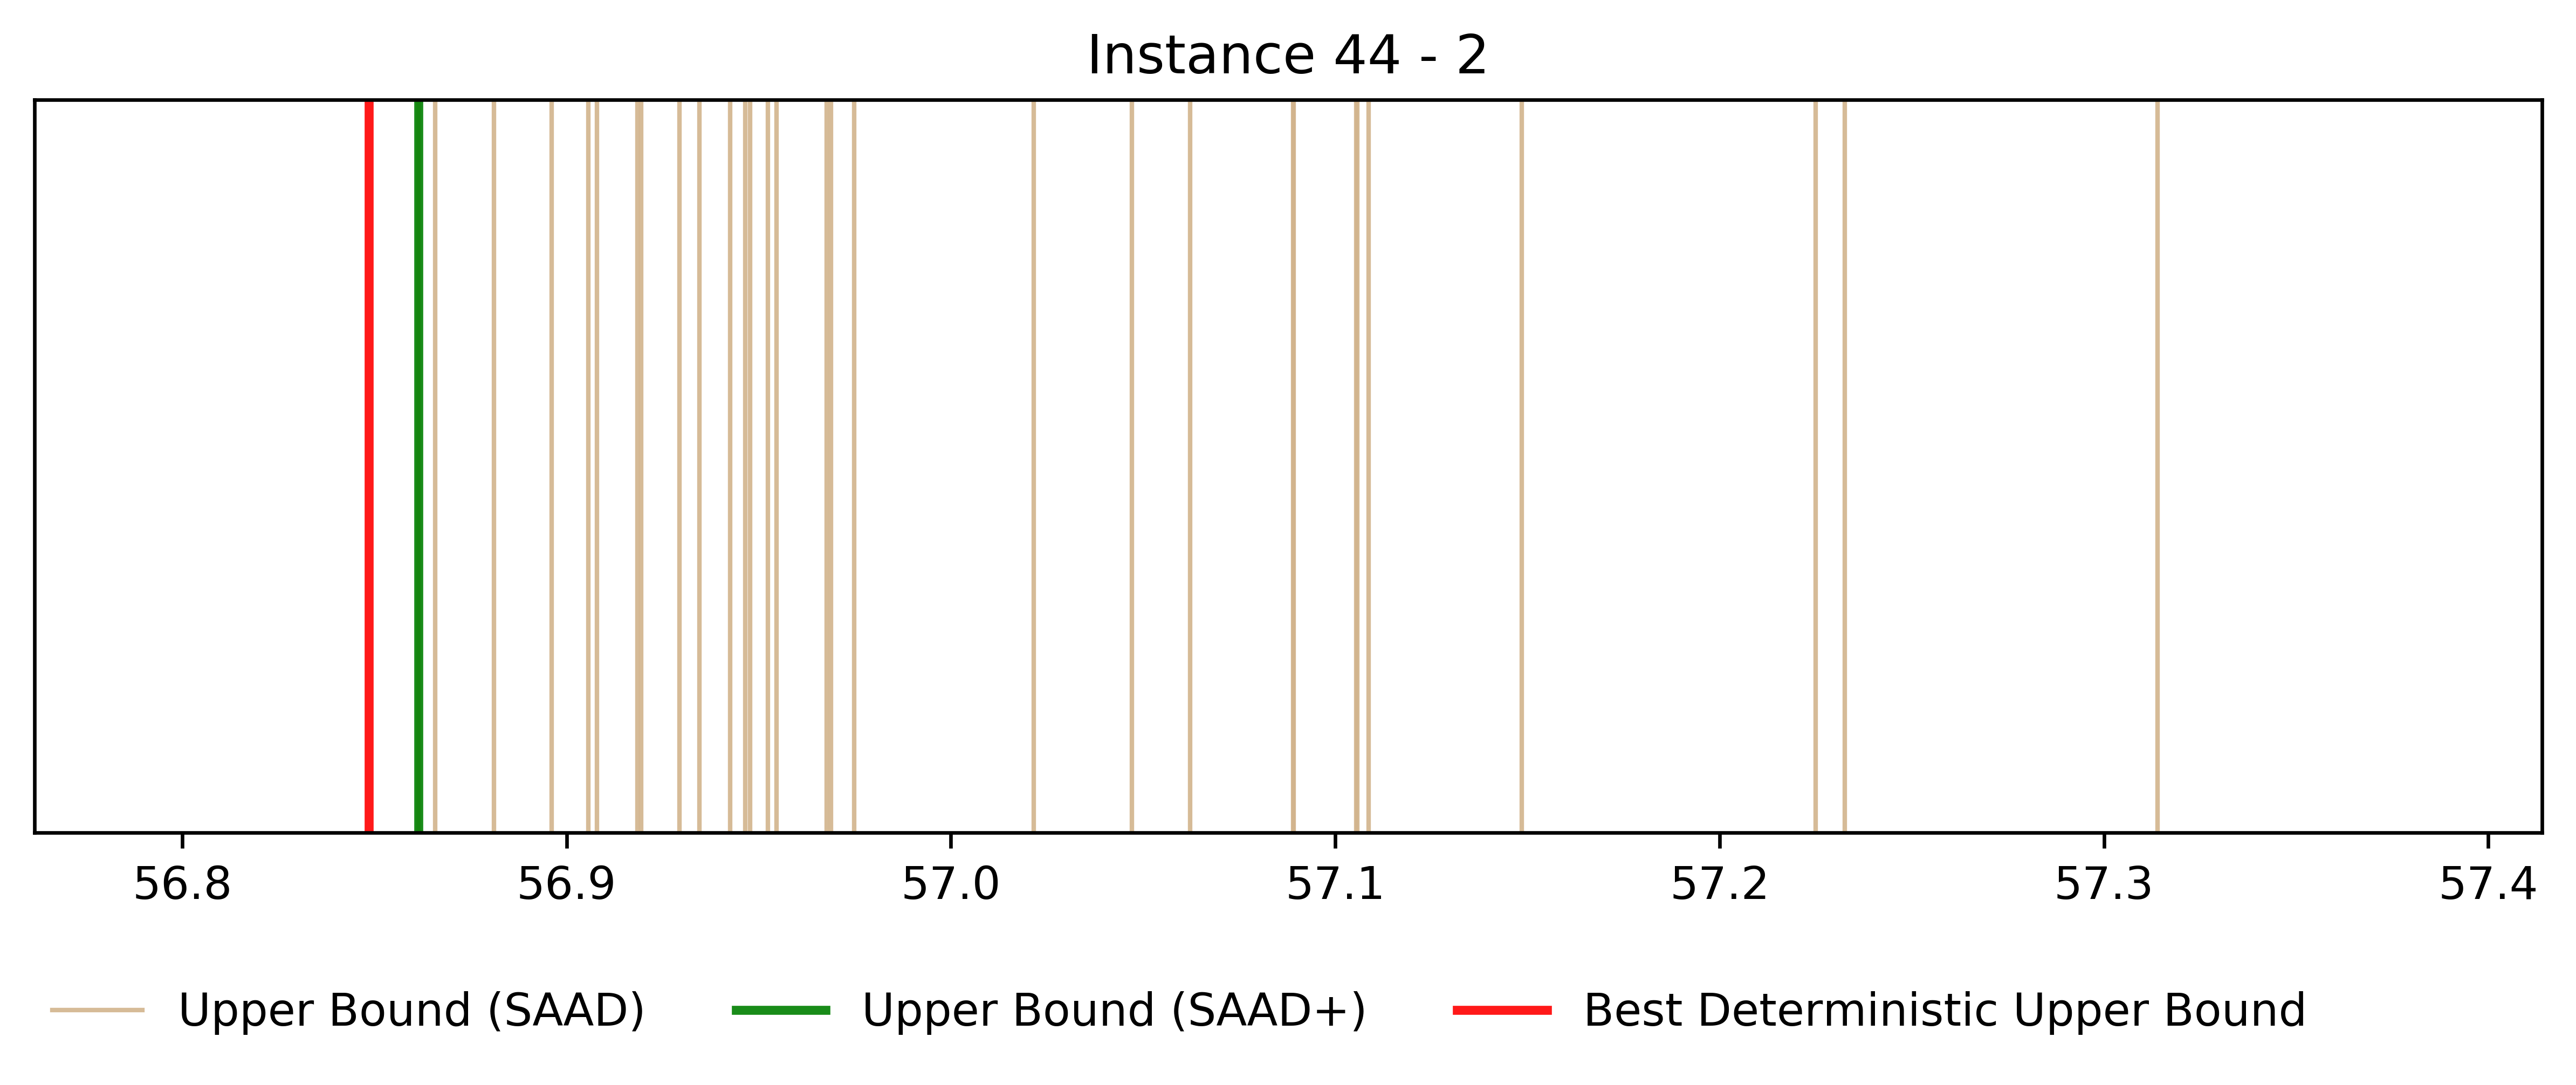 Instance 44 - 2
56.8 56.9 57.0 57.1 57.2 57.3 57.4
Upper Bound (SAAD) Upper Bound (SAAD+) Best Deterministic Upper Bound